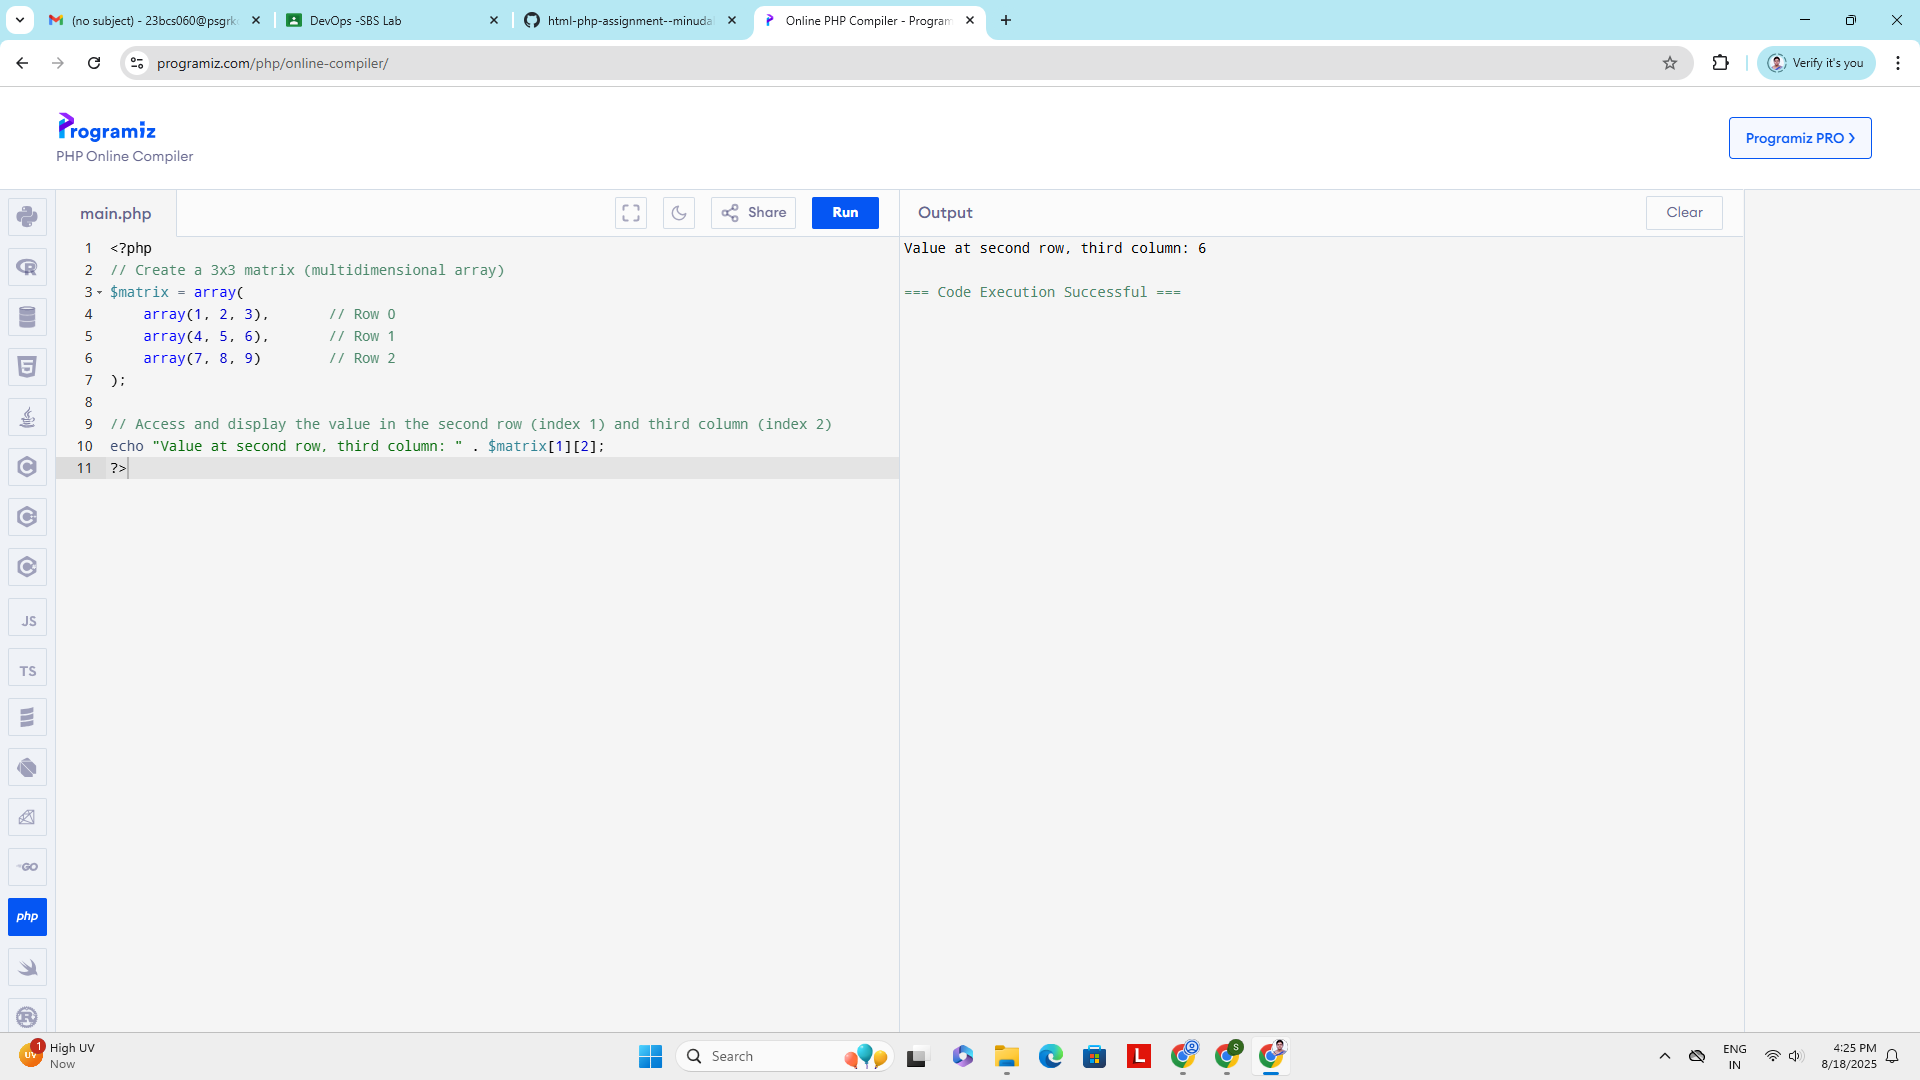 (no subject) - 23bcs060@psgrk
DevOps -SBS Lab
html-php-assignment--minuda
Online PHP Compiler - Program
programiz.com/php/online-compiler/
Verify it's you
Programiz
PHP Online Compiler
Programiz PRO
main.php
Share
Run
Output
Clear
1 <?php
2 // Create a 3x3 matrix (multidimensional array)
3 $matrix = array(
4 array(1, 2, 3), // Row 0
5 array(4, 5, 6), // Row 1
6 array(7, 8, 9) // Row 2
7 );
8
9 // Access and display the value in the second row (index 1) and third column (index 2)
10 echo "Value at second row, third column: " . $matrix[1][2];
11 ?>
Value at second row, third column: 6
=== Code Execution Successful ===
JS
TS
GO
php
UV
1
High UV
Now
Search
L
S
ENG
IN
4:25 PM
8/18/2025